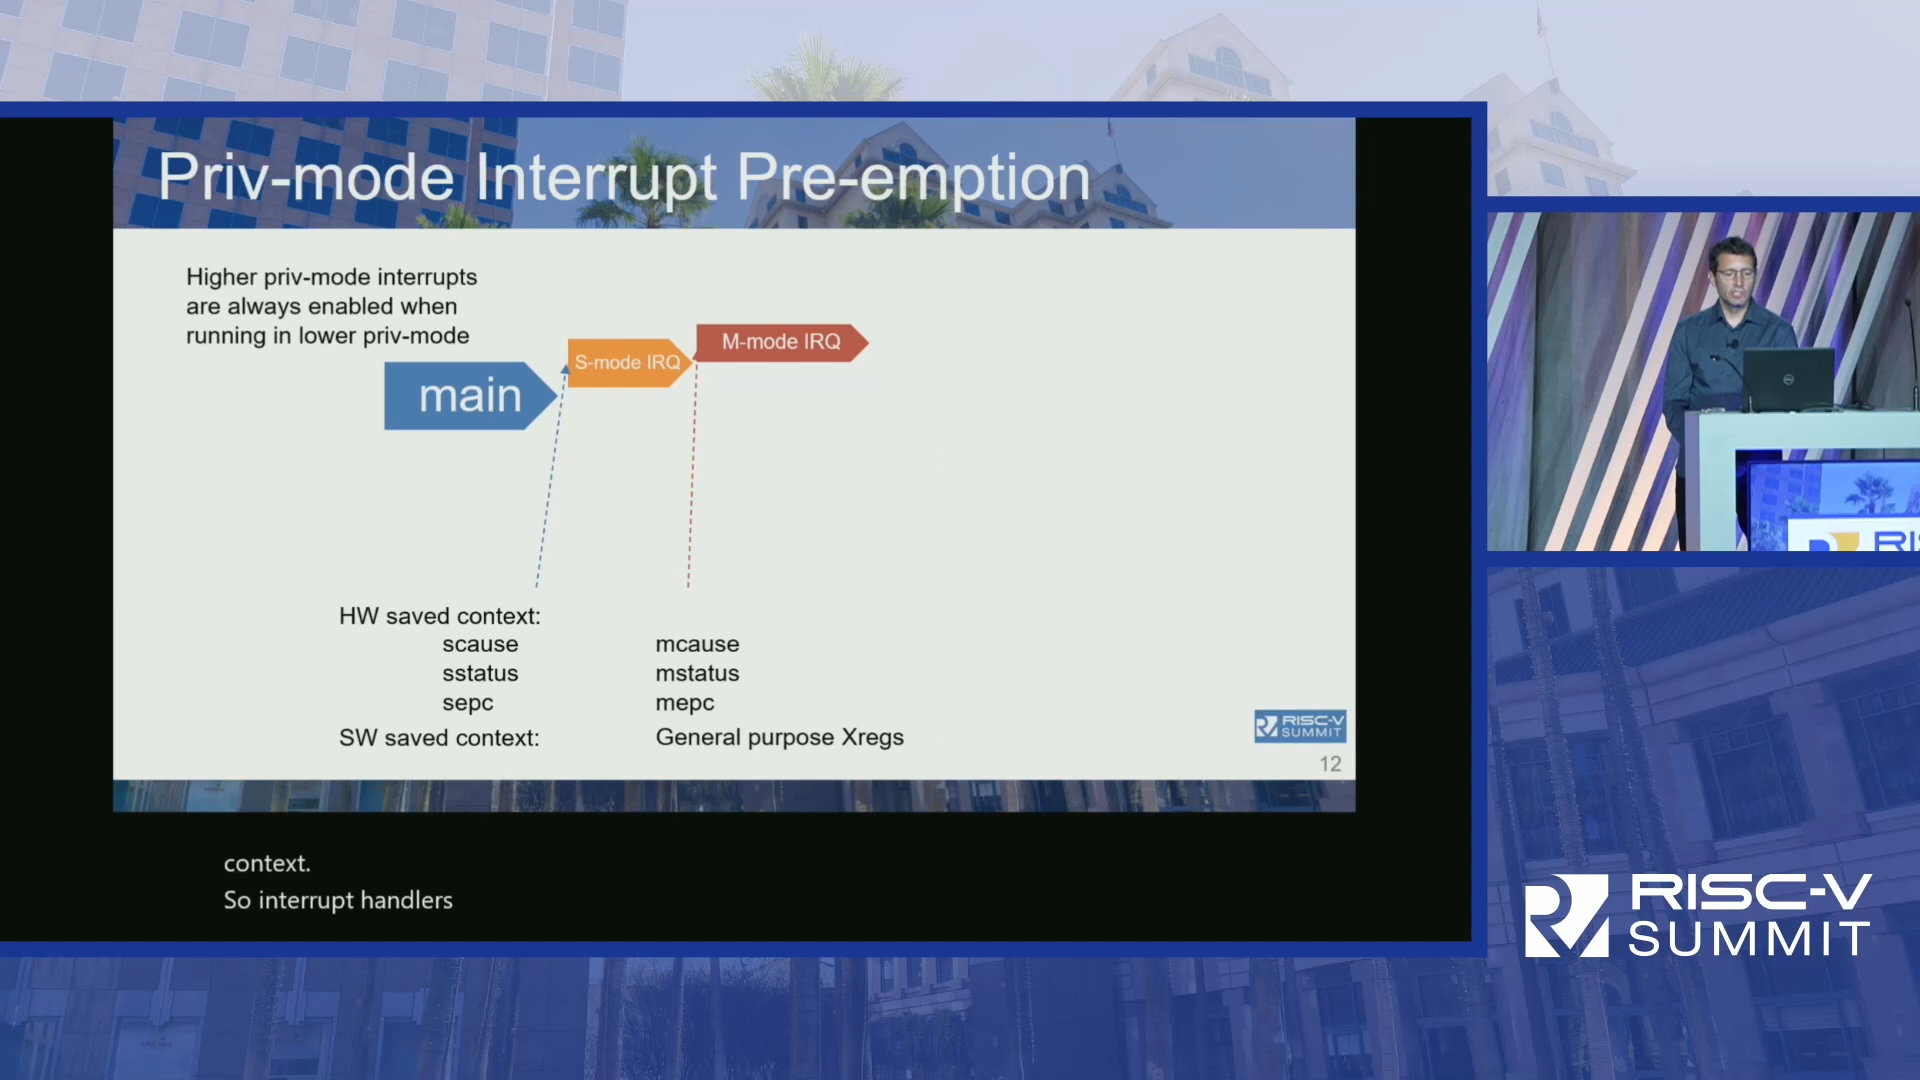 Priv-mode Interrupt Pre-emption
Higher priv-mode interrupts
are always enabled when
running in lower priv-mode
main
S-mode IRQ
M-mode IRQ
HW saved context:
scause
sstatus
sepc
mcause
mstatus
mepc
SW saved context:
General purpose Xregs
RISC-V
SUMMIT
12
context.
So interrupt handlers
RI
RISC-V
SUMMIT